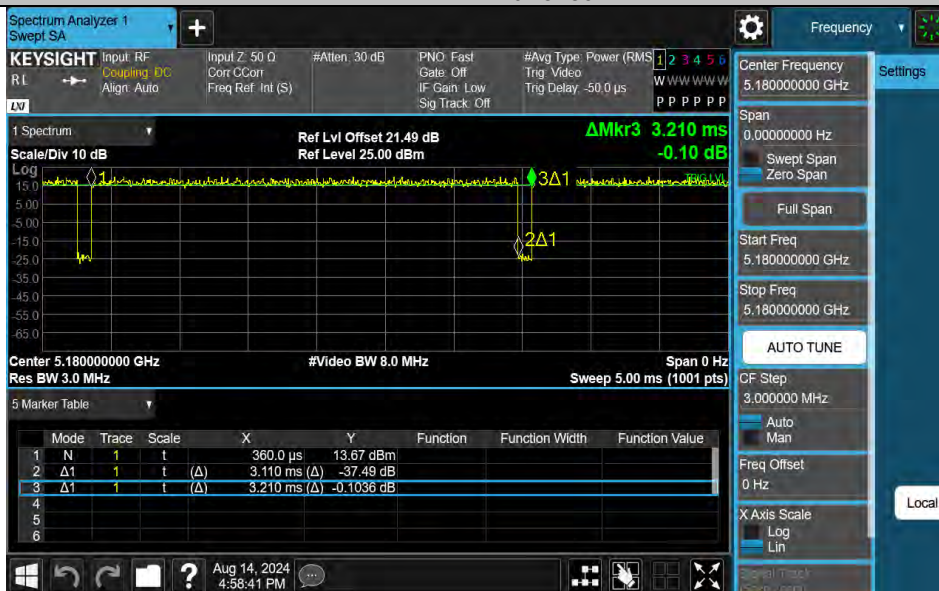 Spectrum Analyzer 1
Swept SA
Frequency
KEYSIGHT
Input: RF
Coupling: DC
Align: Auto
Input Z: 50 Ω
Corr CCorr
Freq Ref: Int (S)
#Atten: 30 dB
PNO: Fast
Gate: Off
IF Gain: Low
Sig Track: Off
#Avg Type: Power (RMS
Trig: Video
Trig Delay: -50.0 µs
1 2 3 4 5 6
W W W W W W
P P P P P P
LXI
1 Spectrum
Scale/Div 10 dB
Ref Lvl Offset 21.49 dB
Ref Level 25.00 dBm
ΔMkr3 3.210 ms
-0.10 dB
Log
15.0
5.00
-5.00
-15.0
-25.0
-35.0
-45.0
-55.0
-65.0
1
3Δ1
TRIG LVL
2Δ1
Center 5.180000000 GHz
Res BW 3.0 MHz
#Video BW 8.0 MHz
Span 0 Hz
Sweep 5.00 ms (1001 pts)
5 Marker Table
Mode Trace Scale X Y Function Function Width Function Value
1 N 1 t 360.0 µs 13.67 dBm
2 Δ1 1 t (Δ) 3.110 ms (Δ) -37.49 dB
3 Δ1 1 t (Δ) 3.210 ms (Δ) -0.1036 dB
4
5
6
Aug 14, 2024
4:58:41 PM
Center Frequency
5.180000000 GHz
Settings
Span
0.00000000 Hz
Swept Span
Zero Span
Full Span
Start Freq
5.180000000 GHz
Stop Freq
5.180000000 GHz
AUTO TUNE
CF Step
3.000000 MHz
Auto
Man
Freq Offset
0 Hz
Local
X Axis Scale
Log
Lin
Signal Track